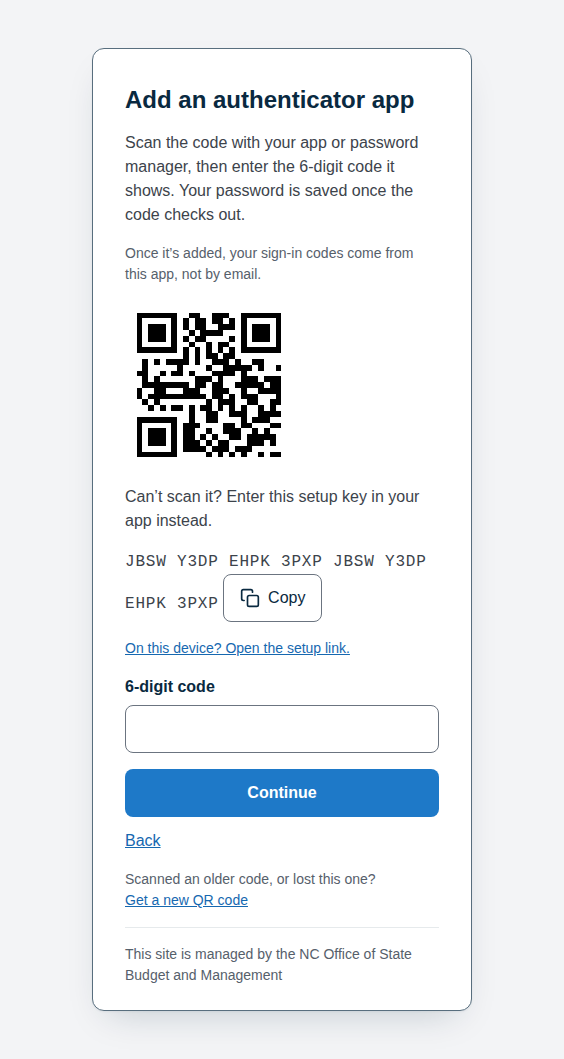 Add an authenticator app
Scan the code with your app or password
manager, then enter the 6-digit code it
shows. Your password is saved once the
code checks out.
Once it’s added, your sign-in codes come from
this app, not by email.
Can’t scan it? Enter this setup key in your
app instead.
JBSW Y3DP EHPK 3PXP JBSW Y3DP
EHPK 3PXP Copy
On this device? Open the setup link.
6-digit code
Continue
Back
Scanned an older code, or lost this one?
Get a new QR code
This site is managed by the NC Office of State
Budget and Management